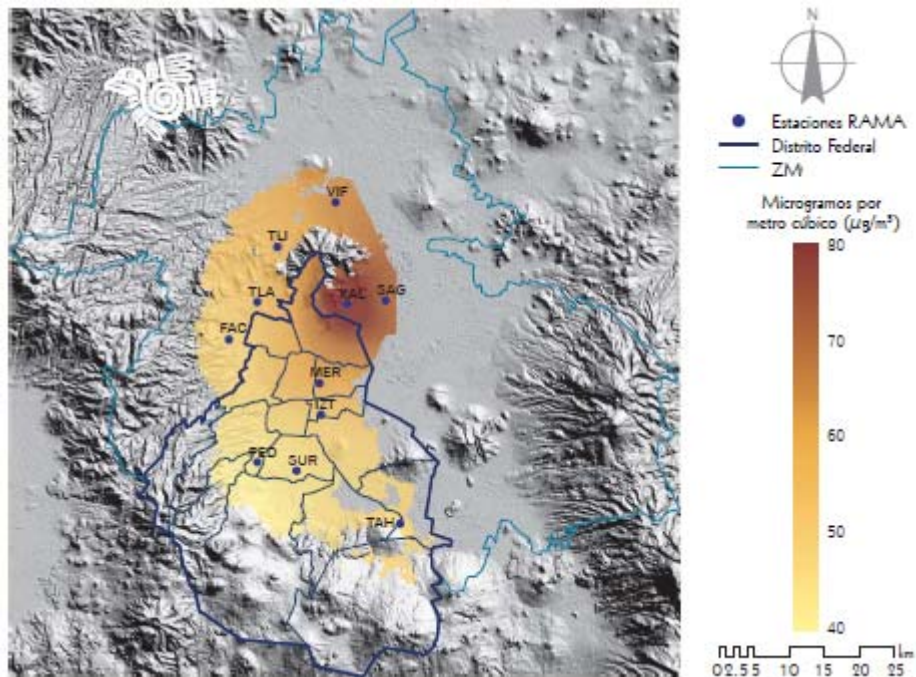 N
Estaciones RAMA
Distrito Federal
Microgramos por
metro cúbico (µg/m³)
80
70
60
50
40
km
0 2.5 5 10 15 20 25
VIF
TLI
TLA
XAL
SAG
FAC
MER
IZT
PED
SUR
TAH